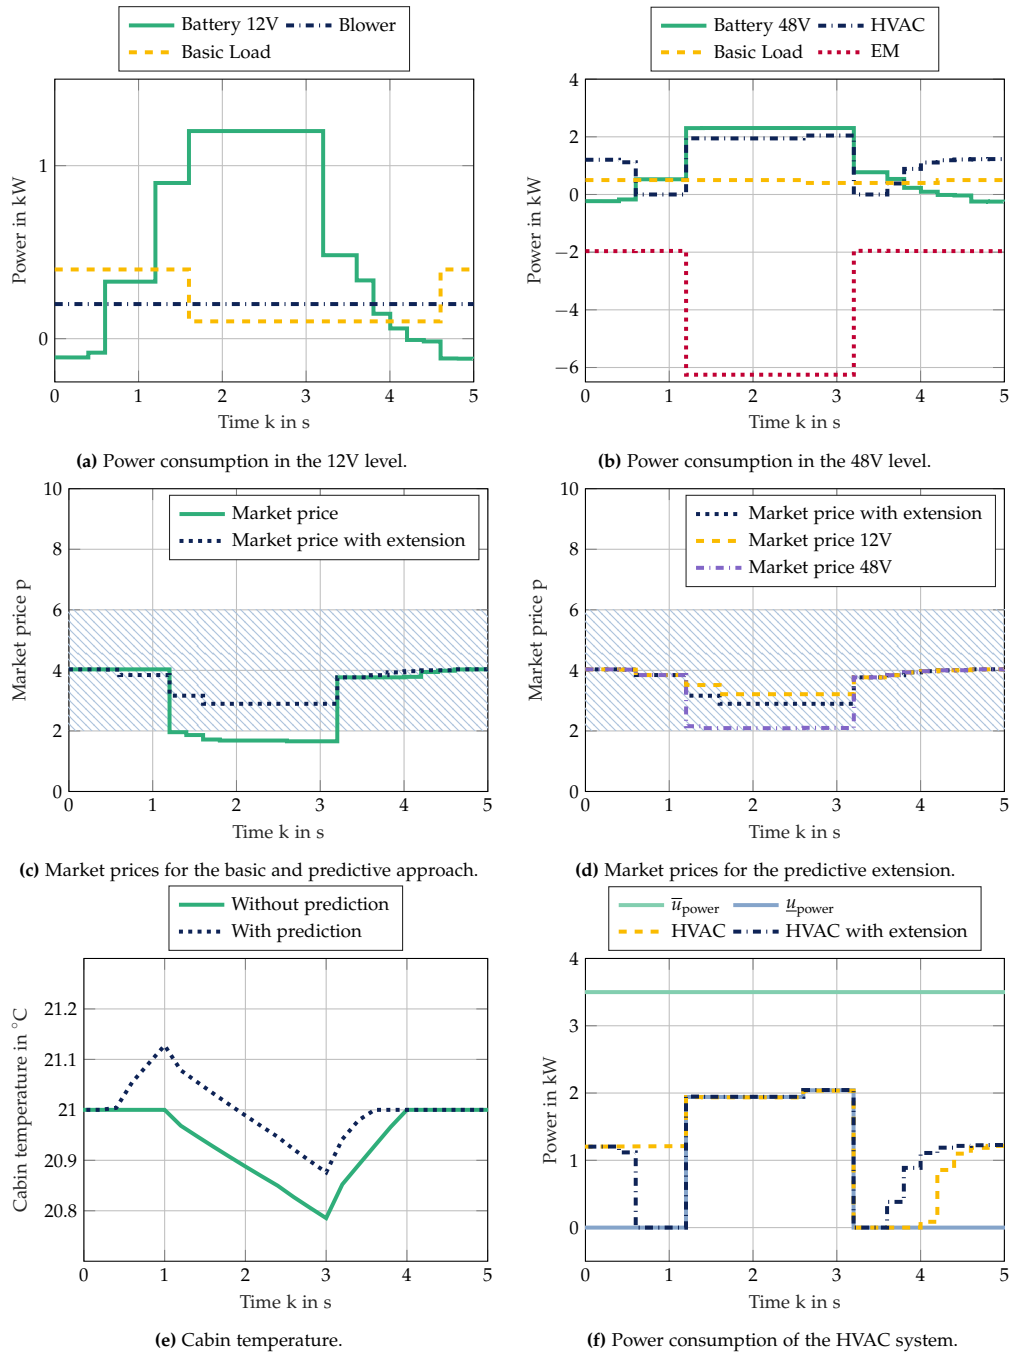 Battery 12V Blower
Basic Load
Power in kW
1
0
0 1 2 3 4 5
Time k in s
(a) Power consumption in the 12V level.
Battery 48V HVAC
Basic Load EM
Power in kW
4
2
0
−2
−4
−6
0 1 2 3 4 5
Time k in s
(b) Power consumption in the 48V level.
Market price
Market price with extension
Market price p
10
8
6
4
2
0
0 1 2 3 4 5
Time k in s
(c) Market prices for the basic and predictive approach.
Market price with extension
Market price 12V
Market price 48V
Market price p
10
8
6
4
2
0
0 1 2 3 4 5
Time k in s
(d) Market prices for the predictive extension.
Without prediction
With prediction
Cabin temperature in °C
21.2
21.1
21
20.9
20.8
0 1 2 3 4 5
Time k in s
(e) Cabin temperature.
u̅power u̲power
HVAC HVAC with extension
Power in kW
4
3
2
1
0
0 1 2 3 4 5
Time k in s
(f) Power consumption of the HVAC system.